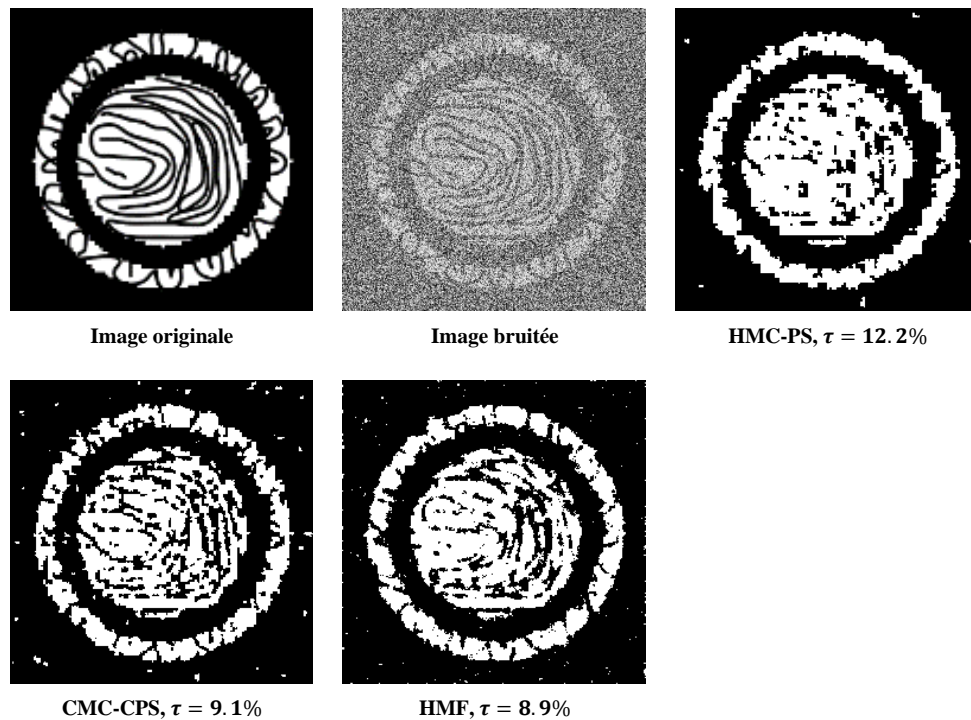 Image originale
Image bruitée
HMC-PS, τ = 12.2%
CMC-CPS, τ = 9.1%
HMF, τ = 8.9%